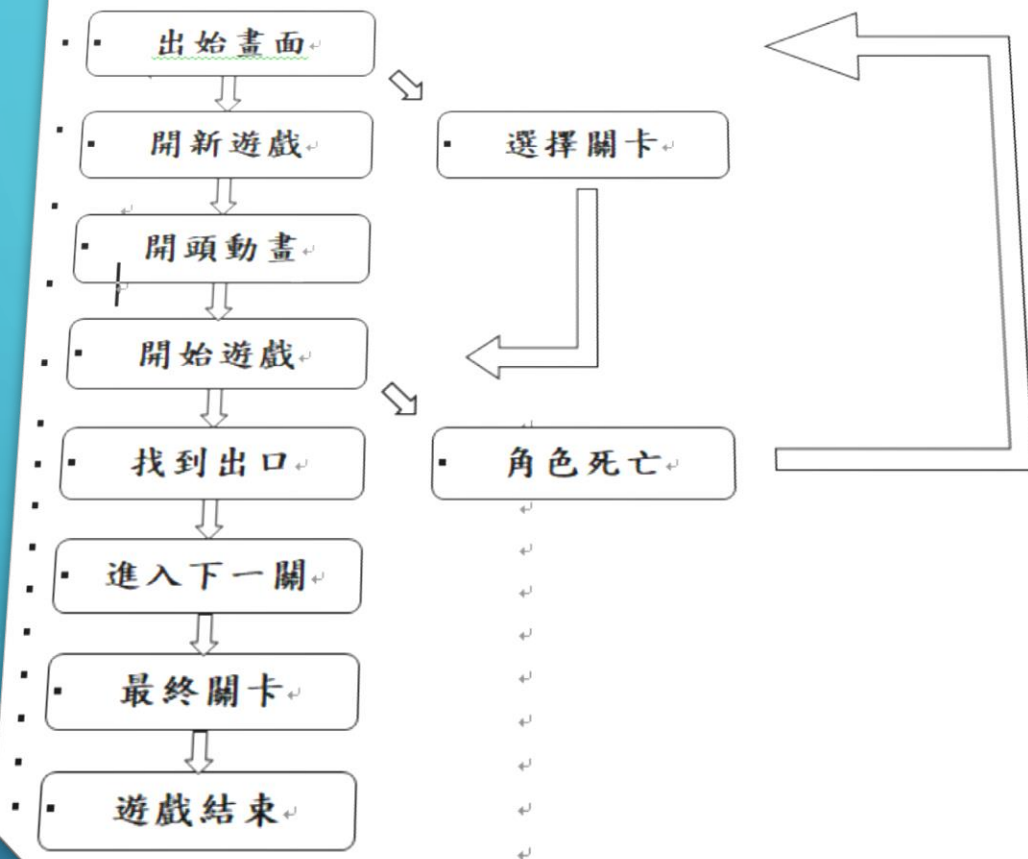 出始畫面
開新遊戲
選擇關卡
開頭動畫
開始遊戲
找到出口
角色死亡
進入下一關
最終關卡
遊戲結束